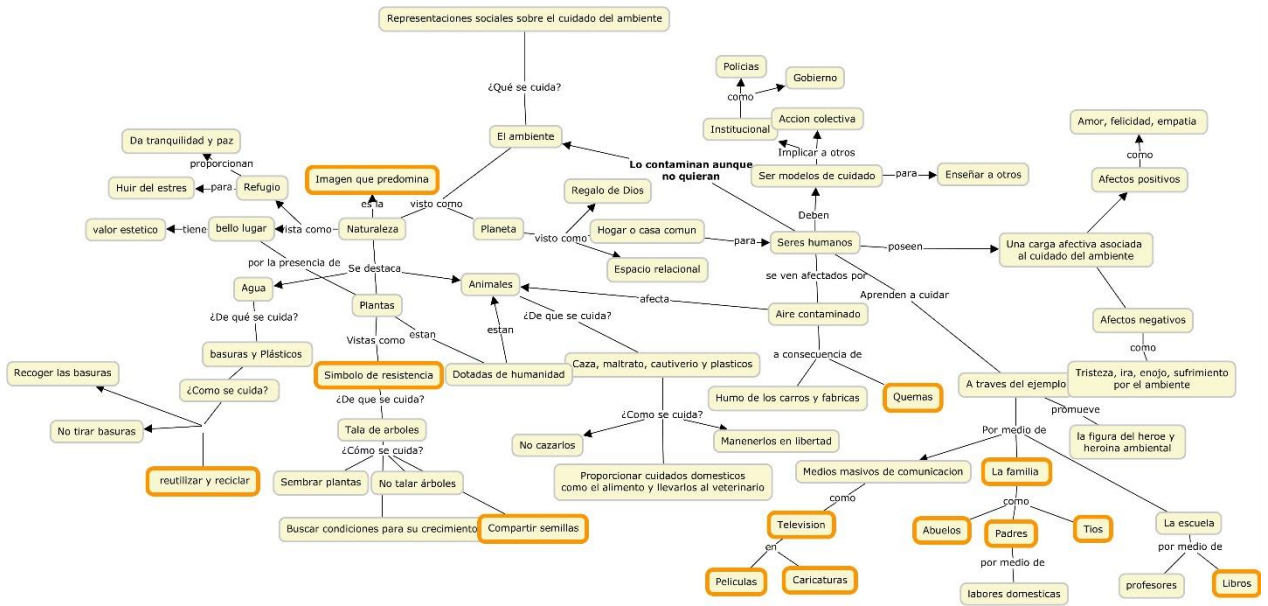 Representaciones sociales sobre el cuidado del ambiente
¿Qué se cuida?
El ambiente
Policias
Gobierno
como
Institucional
Accion colectiva
Implicar a otros
Lo contaminan aunque
no quieran
Ser modelos de cuidado
para
Enseñar a otros
Deben
Amor, felicidad, empatia
como
Afectos positivos
Da tranquilidad y paz
proporcionan
Huir del estres
para
Refugio
Imagen que predomina
es la
visto como
valor estetico
tiene
bello lugar
vista como
Naturaleza
Planeta
visto como
Regalo de Dios
Hogar o casa comun
Espacio relacional
para
Seres humanos
poseen
Una carga afectiva asociada
al cuidado del ambiente
por la presencia de
Se destaca
Agua
Plantas
Animales
afecta
se ven afectados por
Aire contaminado
Aprenden a cuidar
¿De qué se cuida?
Vistas como
estan
estan
¿De que se cuida?
a consecuencia de
Afectos negativos
como
Tristeza, ira, enojo, sufrimiento
por el ambiente
basuras y Plásticos
Simbolo de resistencia
Dotadas de humanidad
Caza, maltrato, cautiverio y plasticos
Humo de los carros y fabricas
Quemas
A traves del ejemplo
promueve
la figura del heroe y
heroina ambiental
Recoger las basuras
¿Como se cuida?
No tirar basuras
reutilizar y reciclar
¿De que se cuida?
Tala de arboles
¿Cómo se cuida?
Sembrar plantas
No talar árboles
Buscar condiciones para su crecimiento
Compartir semillas
¿Como se cuida?
No cazarlos
Manenerlos en libertad
Proporcionar cuidados domesticos
como el alimento y llevarlos al veterinario
Por medio de
Medios masivos de comunicacion
como
Television
en
Peliculas
Caricaturas
La familia
como
Abuelos
Padres
Tios
por medio de
labores domesticas
La escuela
por medio de
profesores
Libros